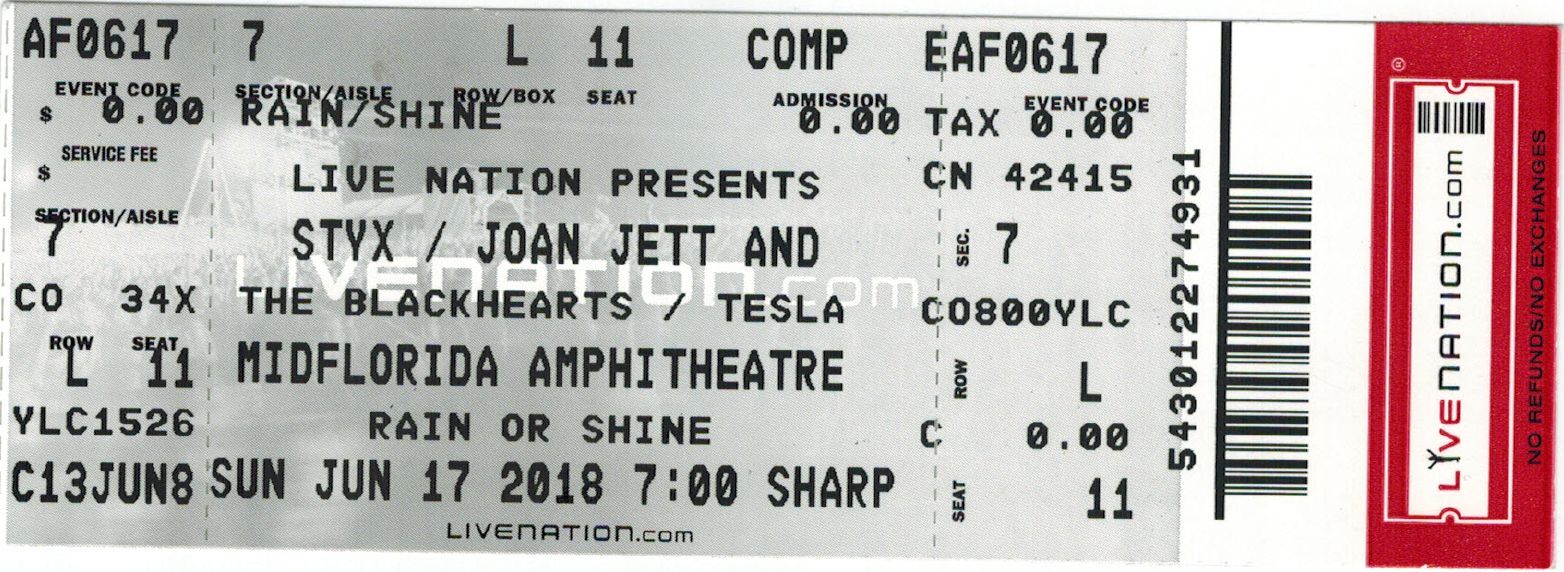 AF0617 7 L 11 COMP EAF0617
EVENT CODE SECTION/AISLE ROW/BOX SEAT ADMISSION EVENT CODE
$ 0.00 RAIN/SHINE 0.00 TAX 0.00
SERVICE FEE
$ LIVE NATION PRESENTS CN 42415
SECTION/AISLE
7 STYX / JOAN JETT AND SEC. 7
LIVENATION.com
CO 34X THE BLACKHEARTS / TESLA CO800YLC
ROW SEAT
L 11 MIDFLORIDA AMPHITHEATRE ROW L
YLC1526 RAIN OR SHINE C 0.00
C13JUN8 SUN JUN 17 2018 7:00 SHARP SEAT 11
LIVENATION.com
543012274931
®
LIVENATION.com
NO REFUNDS/NO EXCHANGES